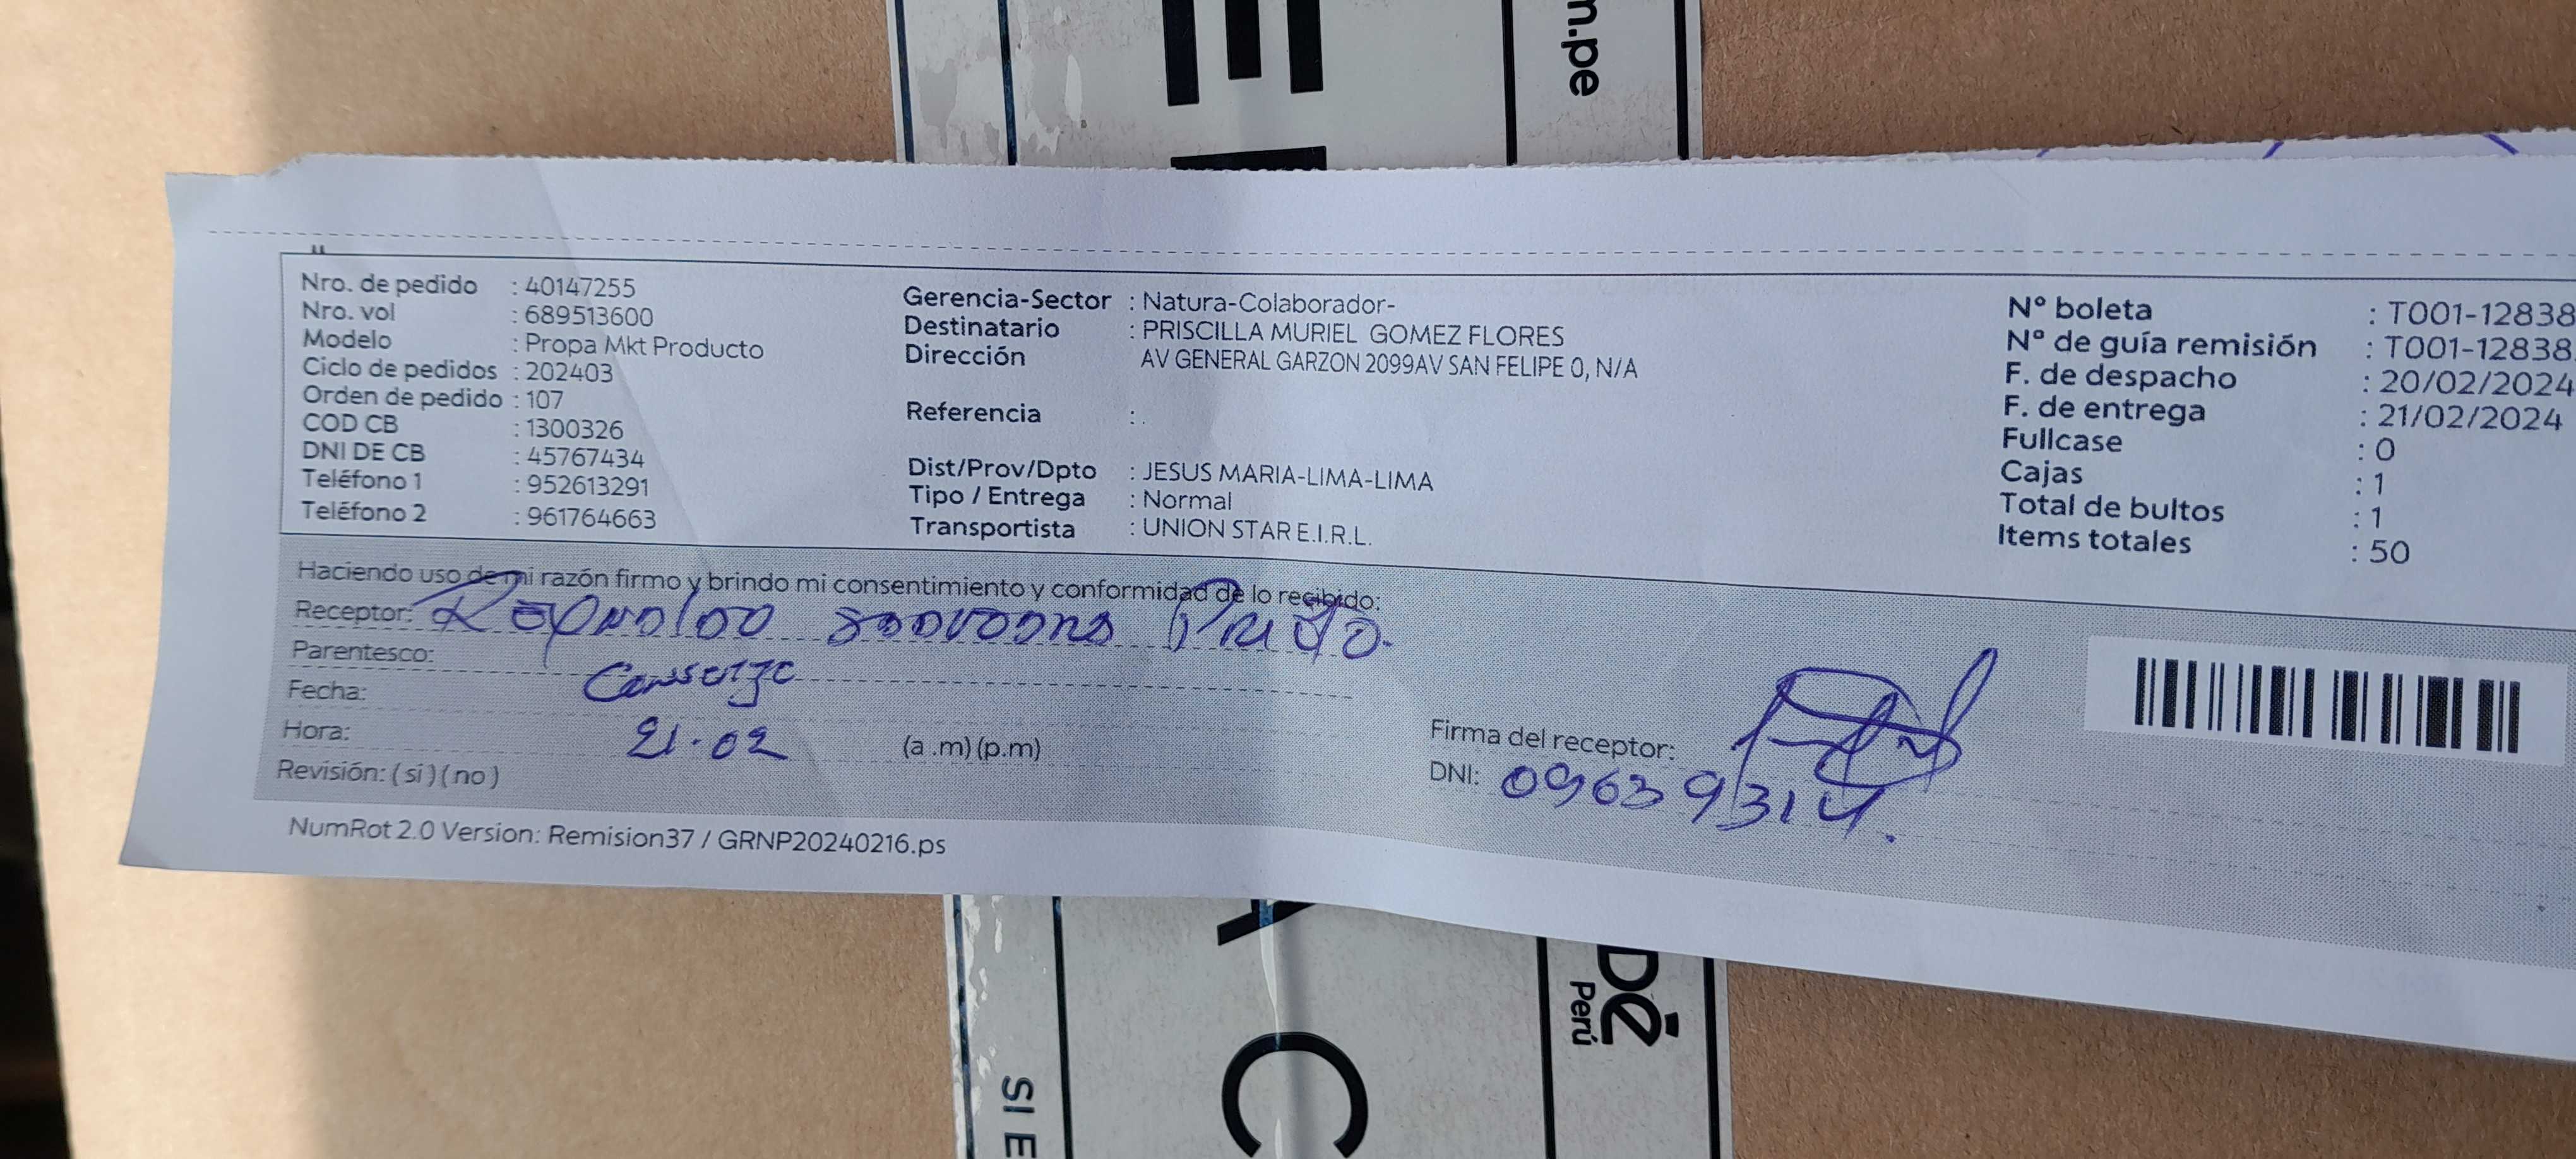 E
m.pe
Nro. de pedido : 40147255
Nro. vol : 689513600
Modelo : Propa Mkt Producto
Ciclo de pedidos : 202403
Orden de pedido : 107
COD CB : 1300326
DNI DE CB : 45767434
Teléfono 1 : 952613291
Teléfono 2 : 961764663
Gerencia-Sector : Natura-Colaborador-
Destinatario : PRISCILLA MURIEL GOMEZ FLORES
Dirección AV GENERAL GARZON 2099AV SAN FELIPE 0, N/A
Referencia : .
Dist/Prov/Dpto : JESUS MARIA-LIMA-LIMA
Tipo / Entrega : Normal
Transportista : UNION STAR E.I.R.L.
Nº boleta : T001-12838
Nº de guía remisión : T001-12838
F. de despacho : 20/02/2024
F. de entrega : 21/02/2024
Fullcase : 0
Cajas : 1
Total de bultos : 1
Items totales : 50
Haciendo uso de mi razón firmo y brindo mi consentimiento y conformidad de lo recibido:
Receptor:
Parentesco: Conserje
Fecha: 21.02
Hora: (a .m) (p.m)
Revisión: ( si ) ( no )
Firma del receptor:
DNI: 09639314.
NumRot 2.0 Version: Remision37 / GRNP20240216.ps
A C
DÉ
Perú
SI E